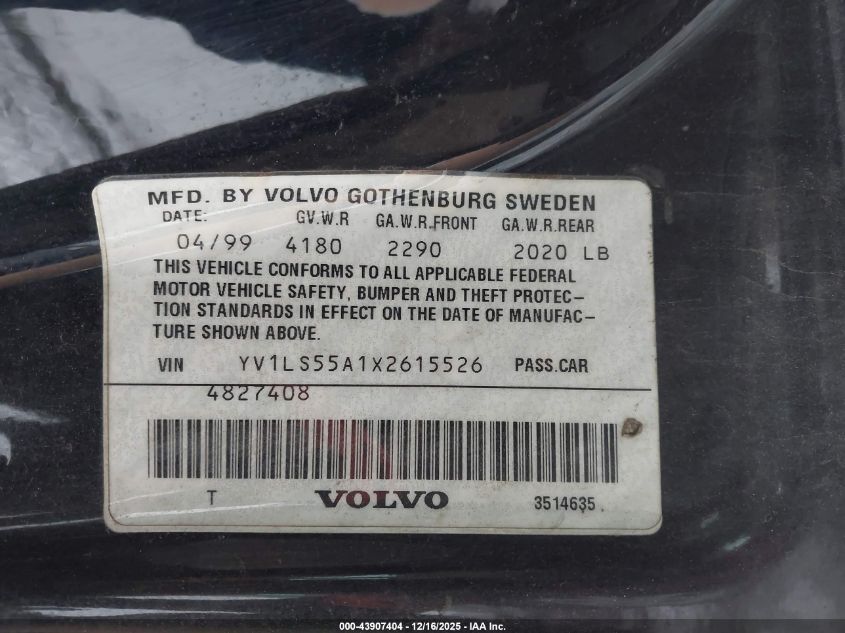 MFD. BY VOLVO GOTHENBURG SWEDEN
DATE: GV.W.R GA.W.R.FRONT GA.W.R.REAR
04/99 4180 2290 2020 LB
THIS VEHICLE CONFORMS TO ALL APPLICABLE FEDERAL
MOTOR VEHICLE SAFETY, BUMPER AND THEFT PROTEC-
TION STANDARDS IN EFFECT ON THE DATE OF MANUFAC-
TURE SHOWN ABOVE.
VIN YV1LS55A1X2615526 PASS.CAR
4827408
T VOLVO 3514635
000-43907404 - 12/16/2025 - IAA Inc.